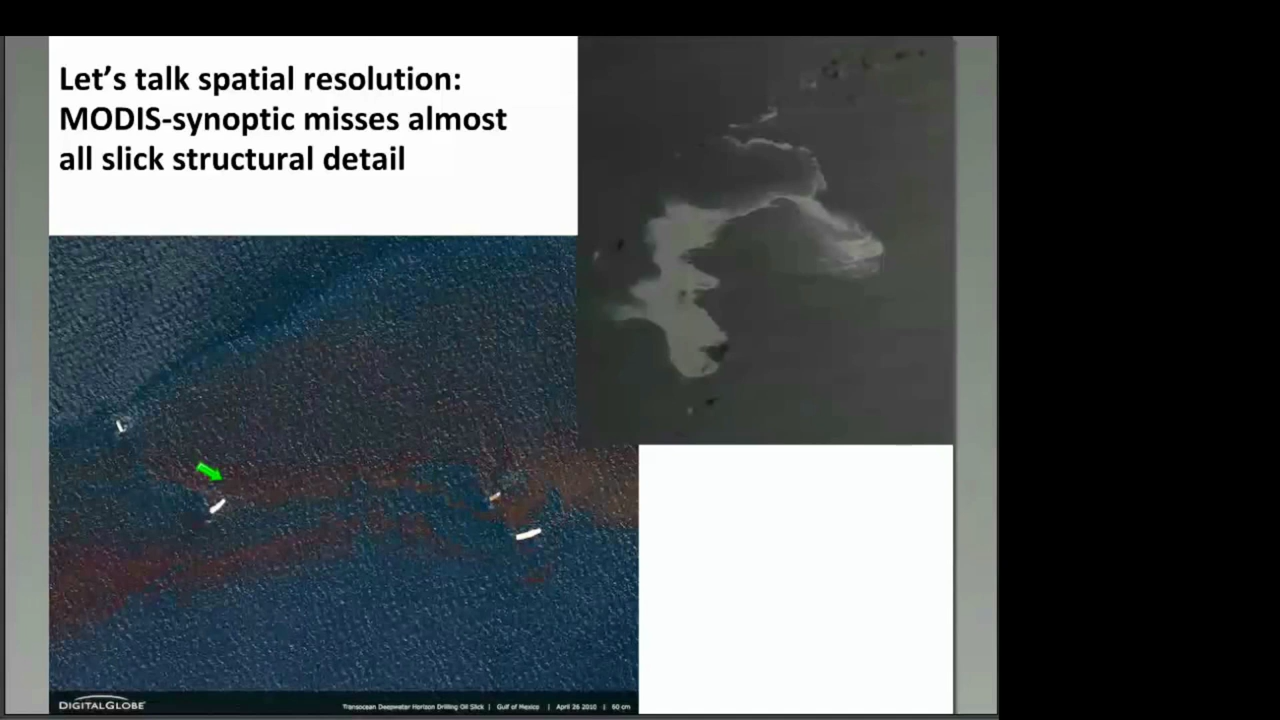 Let's talk spatial resolution:
MODIS-synoptic misses almost
all slick structural detail
DIGITALGLOBE
Transocean Deepwater Horizon Drilling Oil Slick | Gulf of Mexico | April 26 2010 | 60 cm